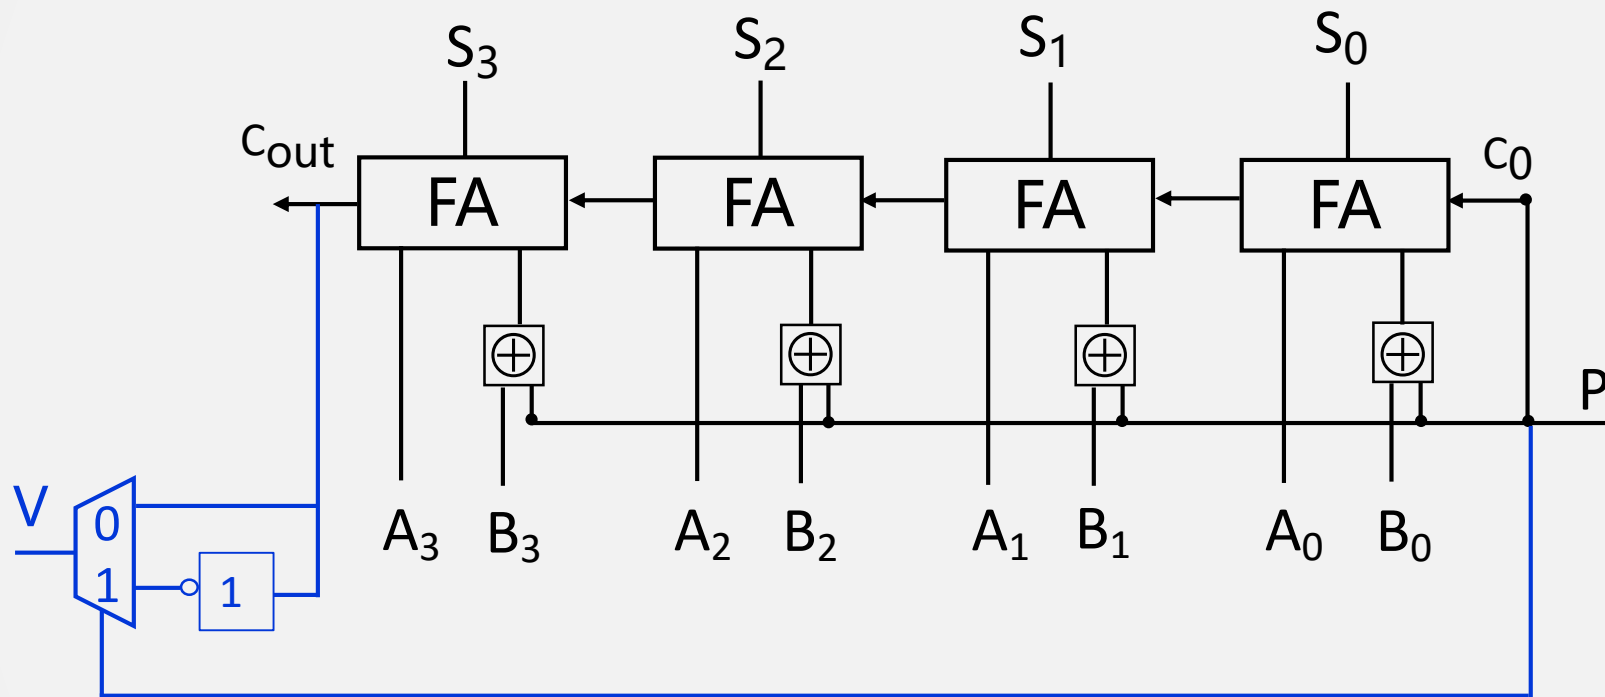 S3 S2 S1 S0
Cout C0
FA FA FA FA
P
V 0
1 1
A3 B3 A2 B2 A1 B1 A0 B0